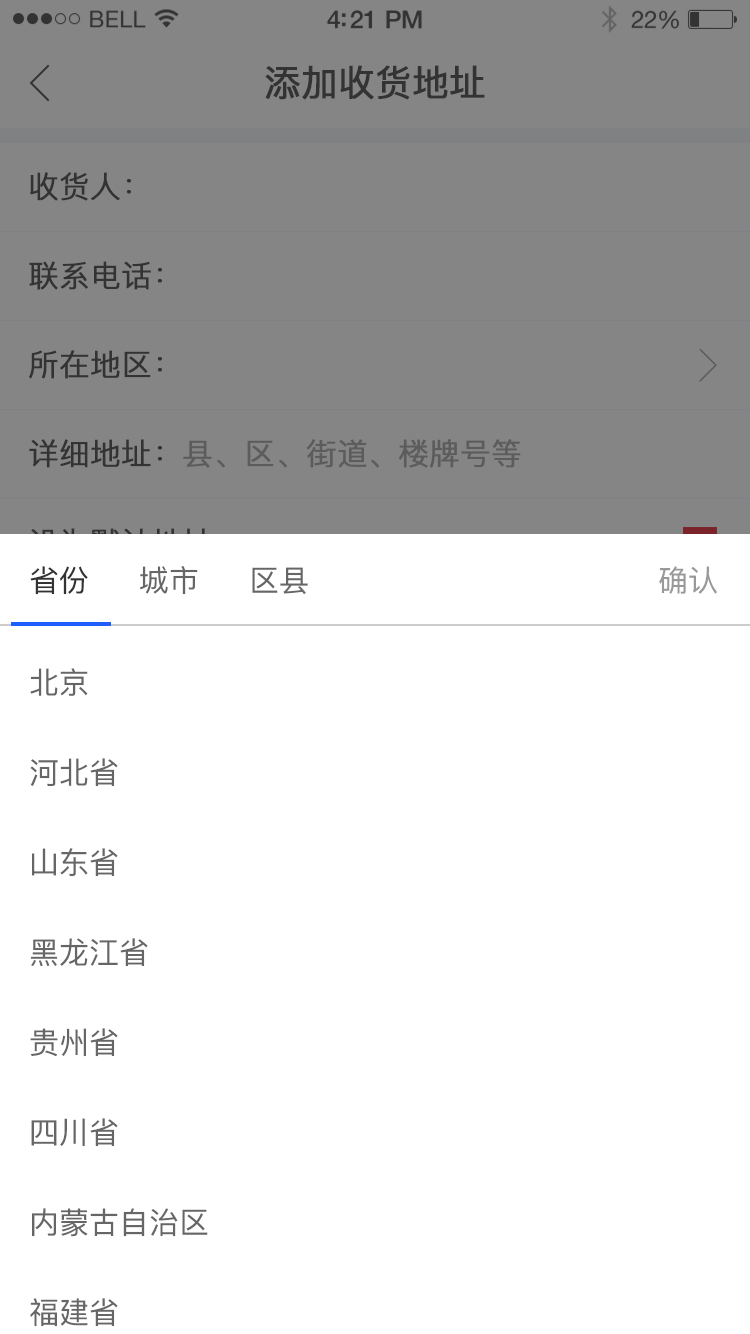 BELL 4:21 PM 22%
添加收货地址
收货人：
联系电话：
所在地区：
详细地址：县、区、街道、楼牌号等
省份 城市 区县 确认
北京
河北省
山东省
黑龙江省
贵州省
四川省
内蒙古自治区
福建省